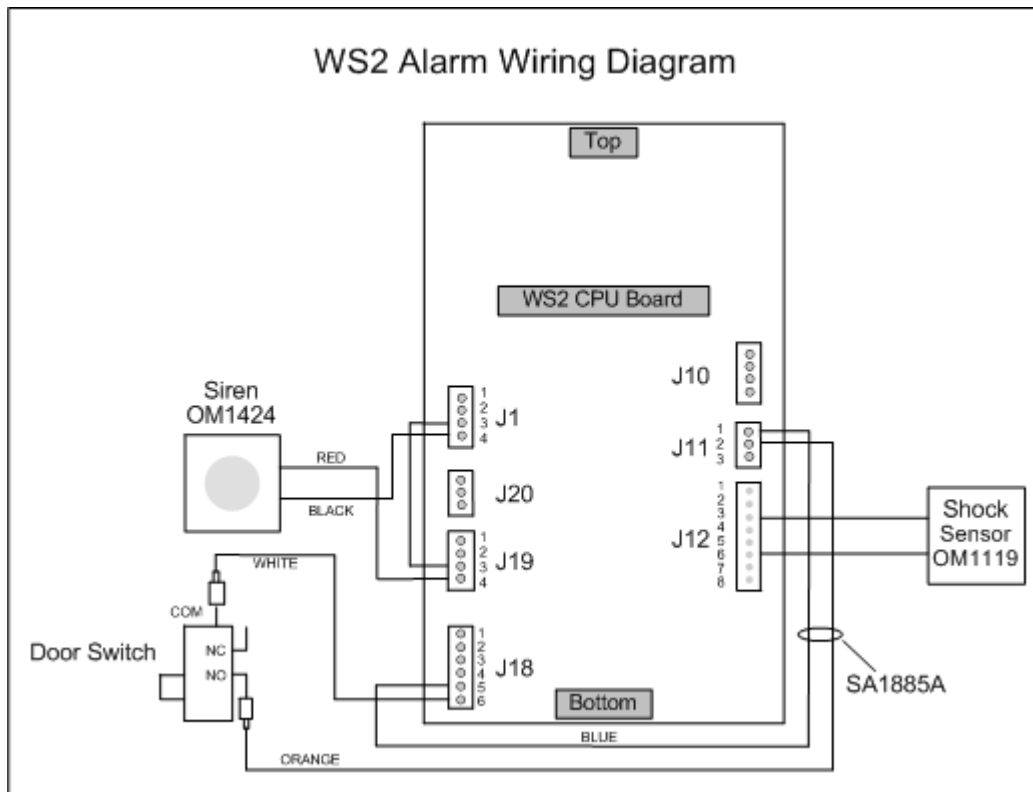 WS2 Alarm Wiring Diagram
Top
WS2 CPU Board
Siren
OM1424
RED
BLACK
1
2
3
4
J1
J20
1
2
3
4
J19
J10
1
2
3
J11
1
2
3
4
5
6
7
8
J12
Shock
Sensor
OM1119
WHITE
COM
NC
NO
Door Switch
1
2
3
4
5
6
J18
SA1885A
Bottom
BLUE
ORANGE